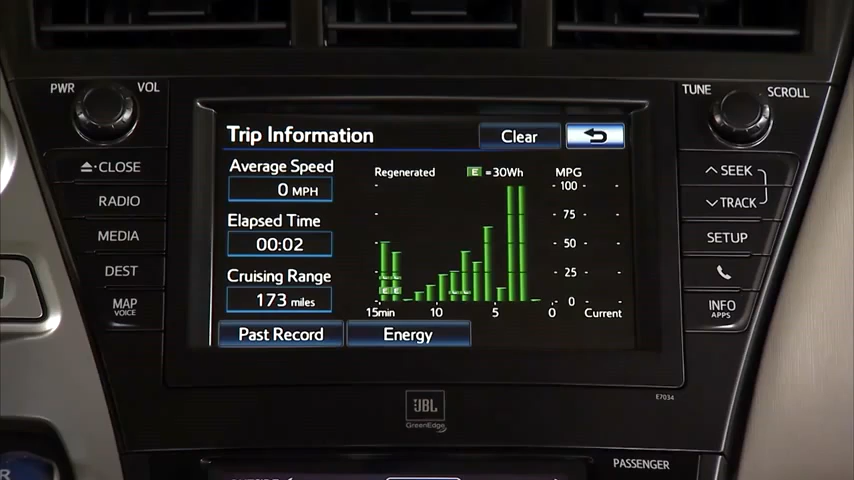 PWR VOL
TUNE SCROLL
Trip Information Clear
Average Speed
0 MPH
Elapsed Time
00:02
Cruising Range
173 miles
Regenerated E =30Wh MPG
100
75
50
25
0
15min 10 5 0 Current
Past Record Energy
CLOSE
RADIO
MEDIA
DEST
MAP
VOICE
SEEK
TRACK
SETUP
INFO
APPS
E7034
JBL
GreenEdge
PASSENGER